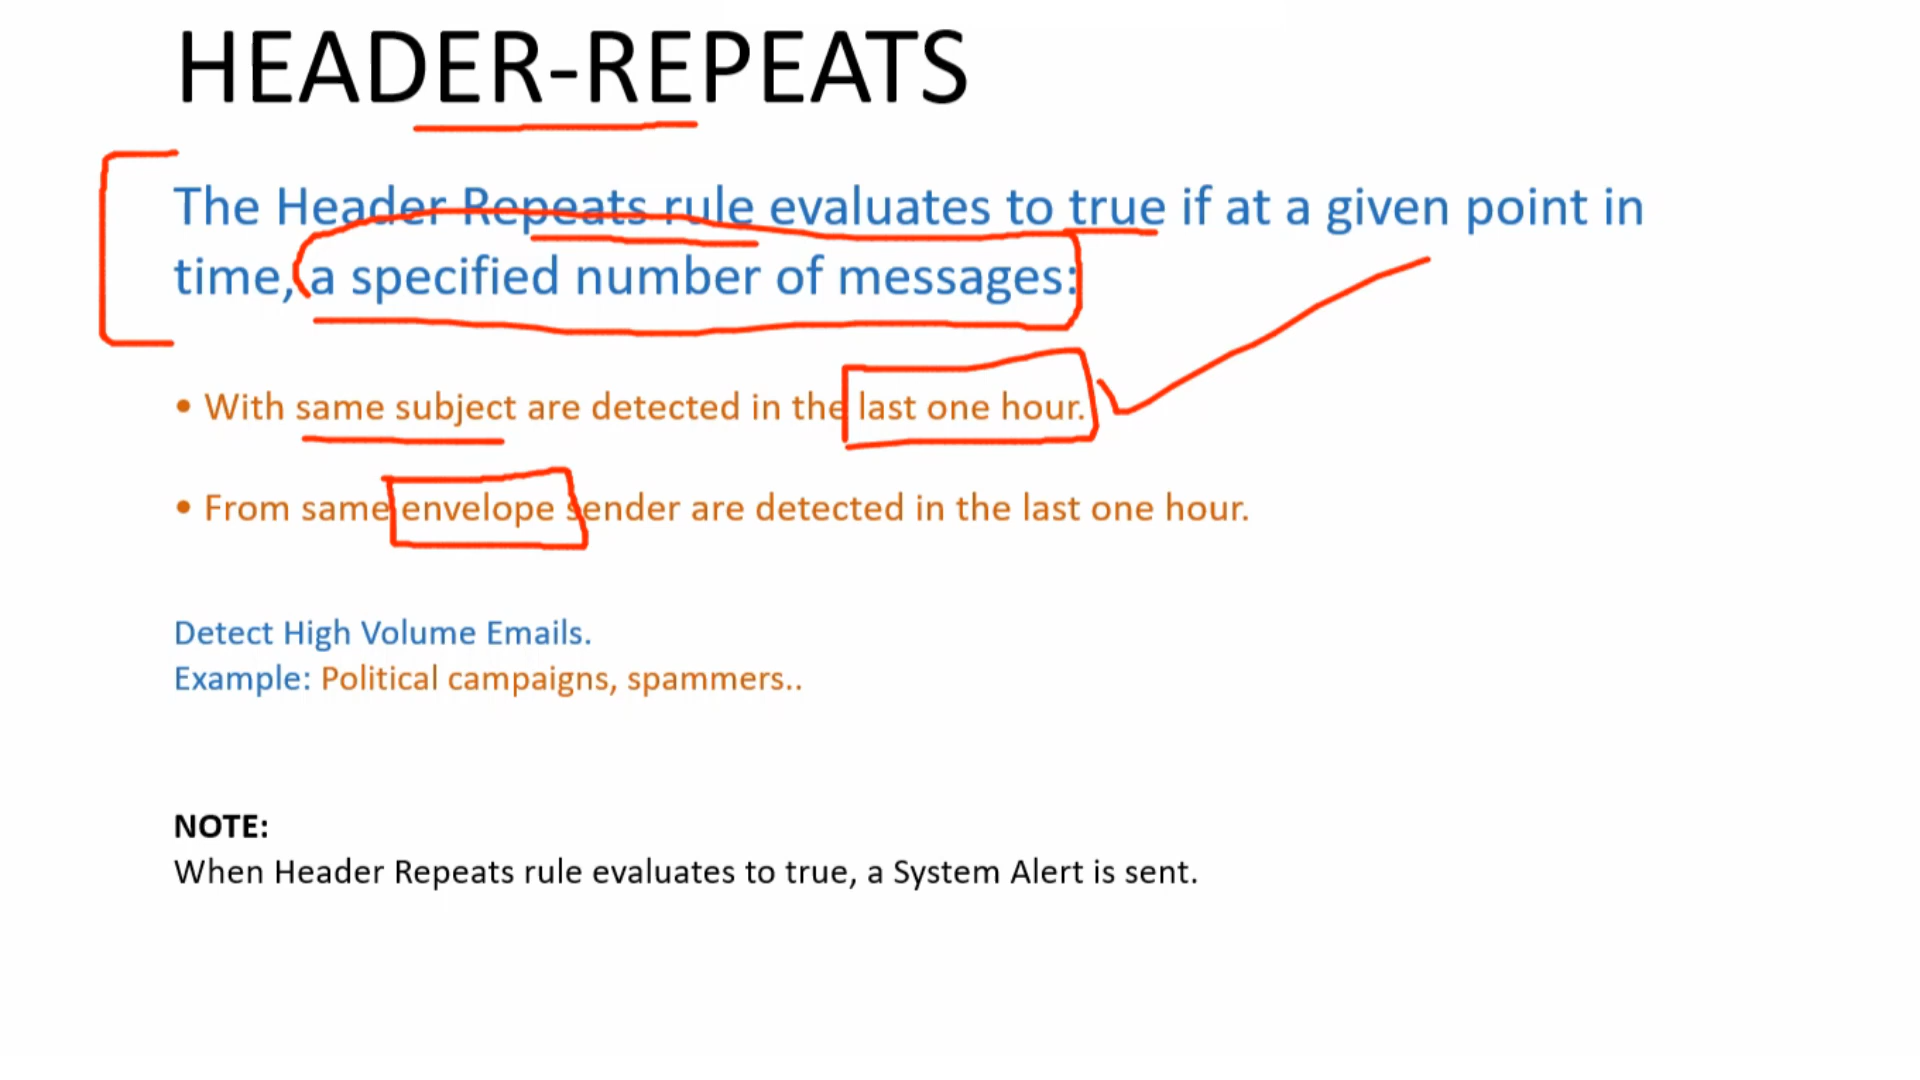 HEADER-REPEATS
The Header Repeats rule evaluates to true if at a given point in
time, a specified number of messages:
• With same subject are detected in the last one hour.
• From same envelope sender are detected in the last one hour.
Detect High Volume Emails.
Example: Political campaigns, spammers..
NOTE:
When Header Repeats rule evaluates to true, a System Alert is sent.